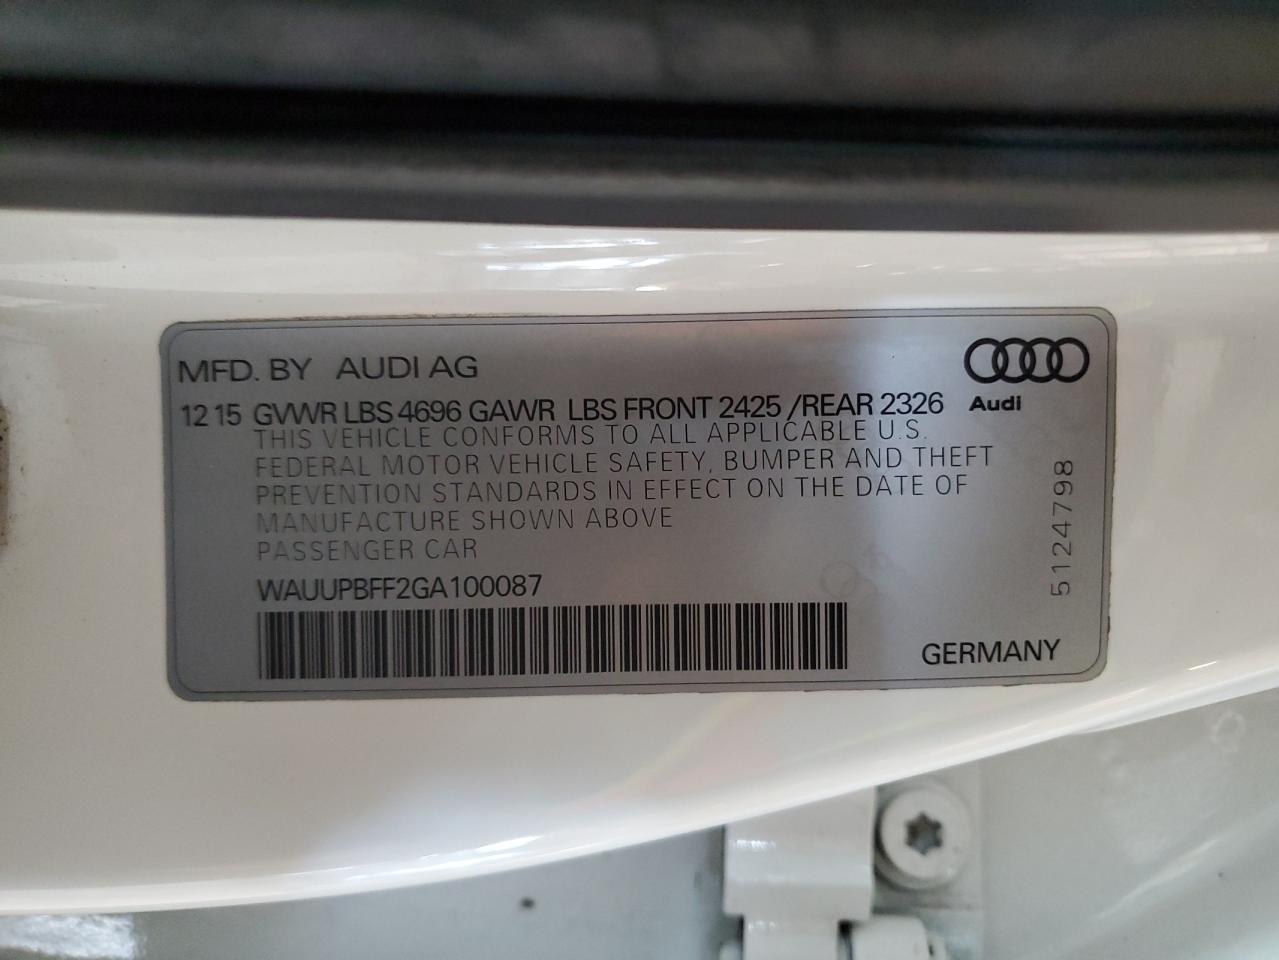 MFD. BY AUDI AG
12 15 GVWR LBS 4696 GAWR LBS FRONT 2425 /REAR 2326
Audi
THIS VEHICLE CONFORMS TO ALL APPLICABLE U.S.
FEDERAL MOTOR VEHICLE SAFETY, BUMPER AND THEFT
PREVENTION STANDARDS IN EFFECT ON THE DATE OF
MANUFACTURE SHOWN ABOVE
PASSENGER CAR
WAUUPBFF2GA100087
5124798
GERMANY